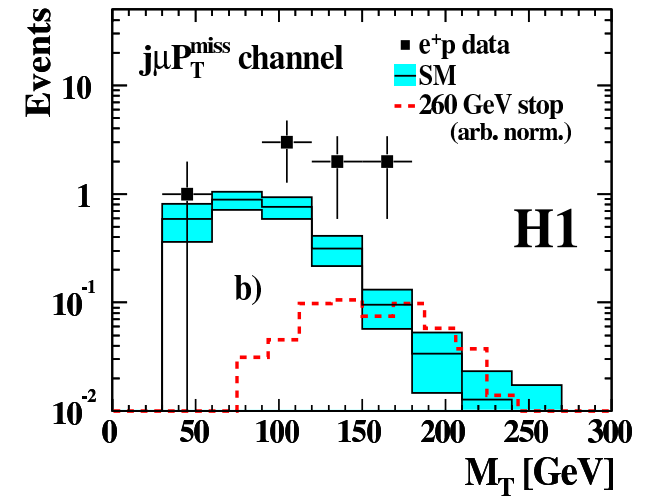 Events
jμP_T^miss channel
e⁺p data
SM
260 GeV stop
(arb. norm.)
H1
b)
10
1
10⁻¹
10⁻²
0 50 100 150 200 250 300
M_T [GeV]